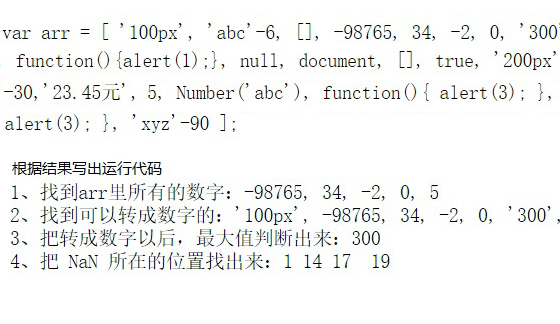 var arr = [ '100px', 'abc'-6, [], -98765, 34, -2, 0, '300'
, function(){alert(1);}, null, document, [], true, '200px'
-30,'23.45元', 5, Number('abc'), function(){ alert(3); },
alert(3); }, 'xyz'-90 ];
根据结果写出运行代码
1、找到arr里所有的数字：-98765, 34, -2, 0, 5
2、找到可以转成数字的：'100px', -98765, 34, -2, 0, '300',
3、把转成数字以后，最大值判断出来：300
4、把 NaN 所在的位置找出来：1 14 17 19